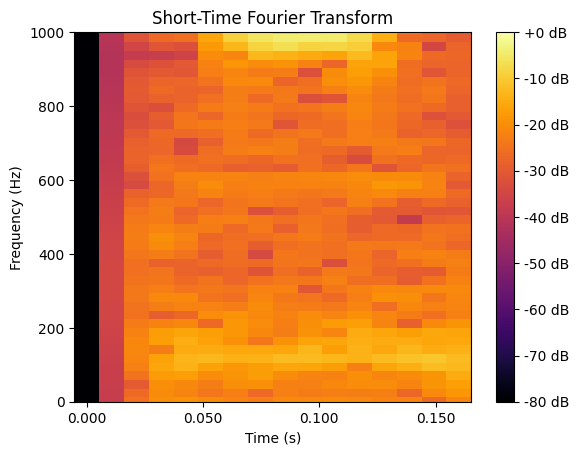 Short-Time Fourier Transform
1000
800
600
400
200
0
Frequency (Hz)
0.000
0.050
0.100
0.150
Time (s)
+0 dB
-10 dB
-20 dB
-30 dB
-40 dB
-50 dB
-60 dB
-70 dB
-80 dB